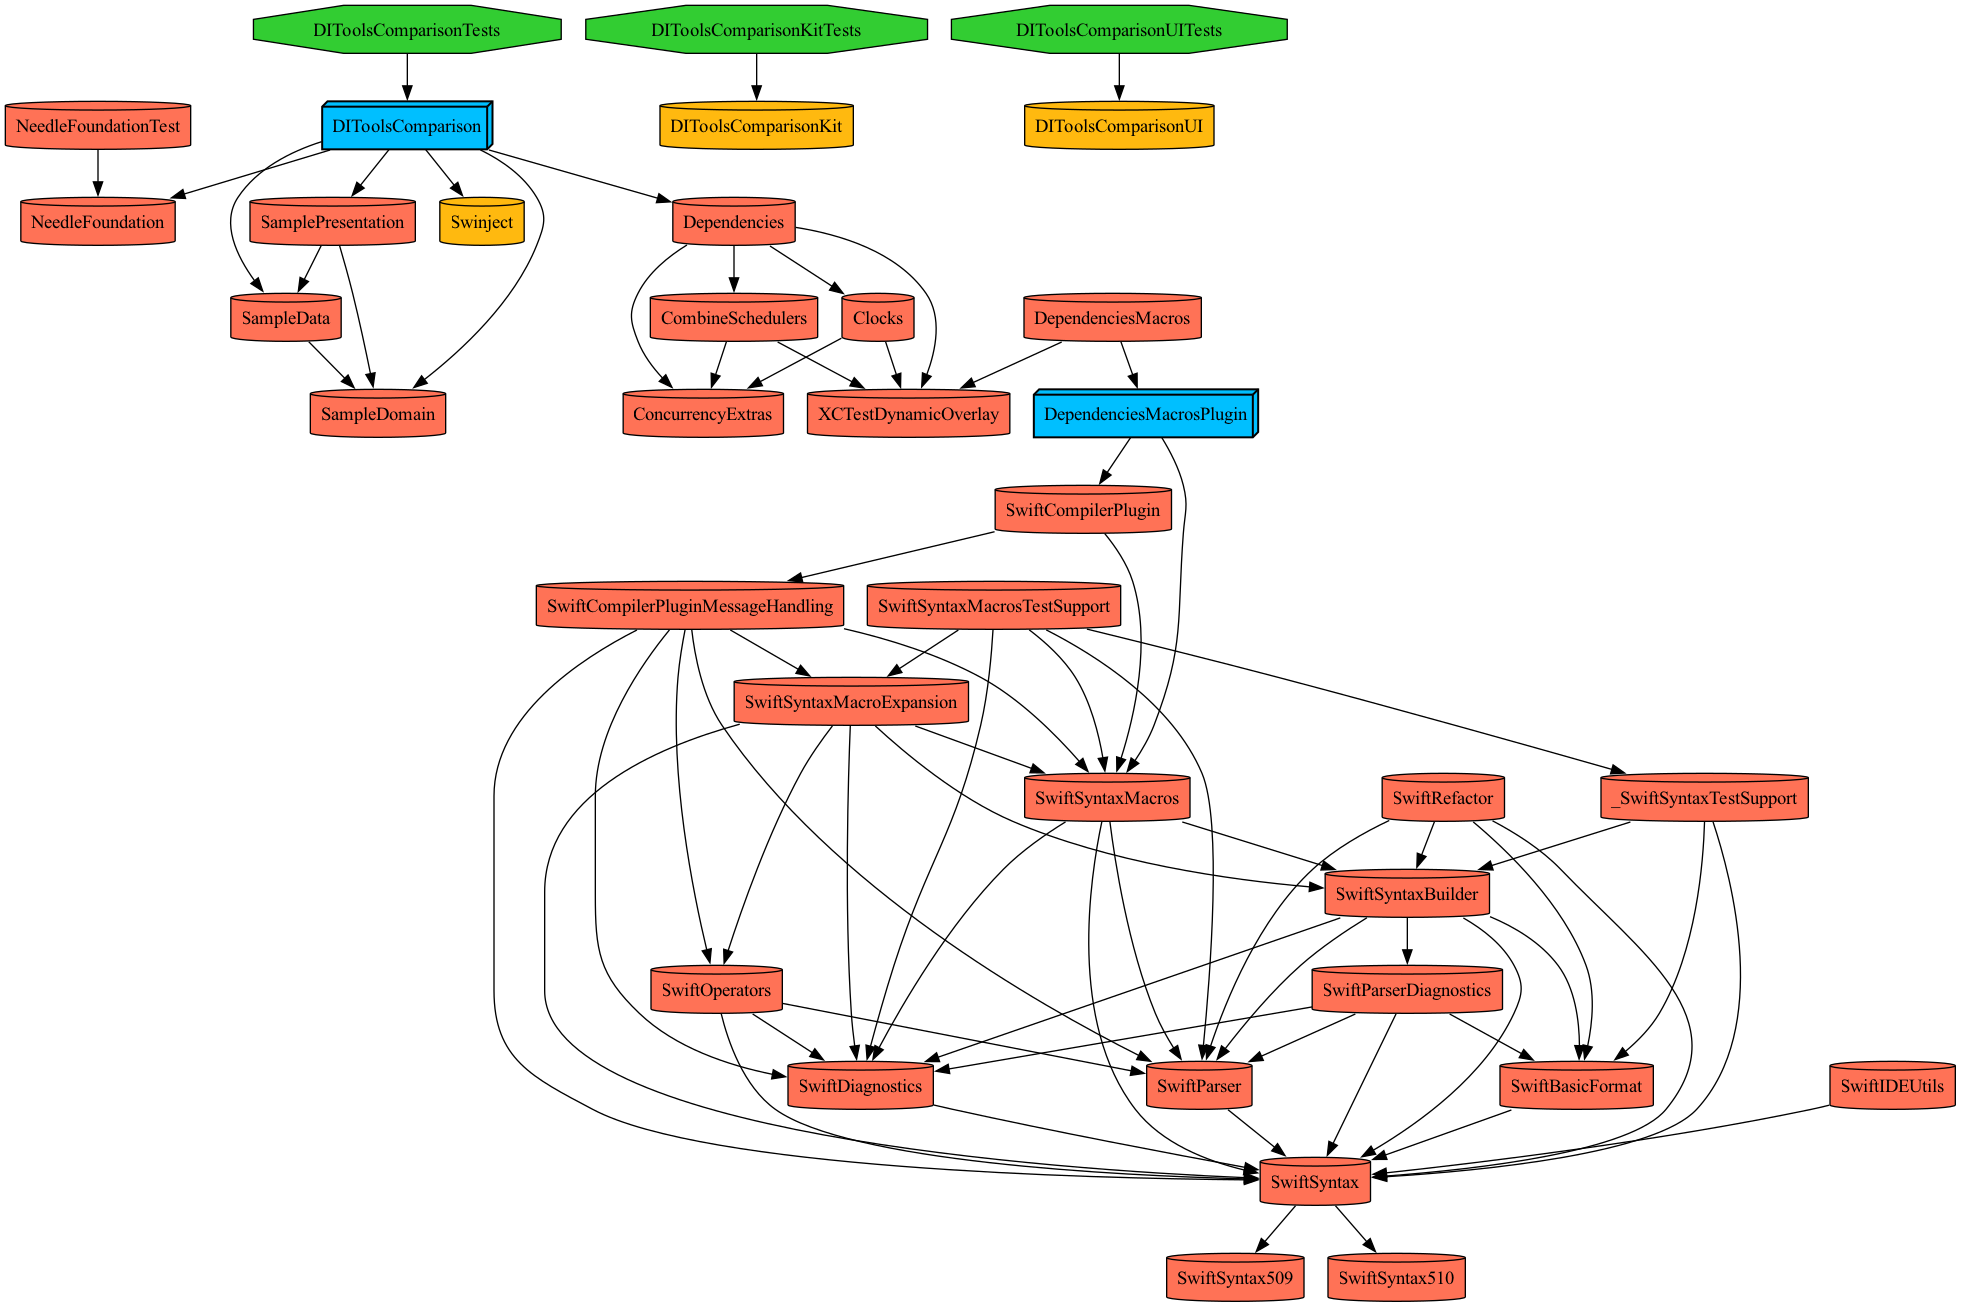 DIToolsComparisonTests
DIToolsComparisonKitTests
DIToolsComparisonUITests
NeedleFoundationTest
DIToolsComparison
DIToolsComparisonKit
DIToolsComparisonUI
NeedleFoundation
SamplePresentation
Swinject
Dependencies
SampleData
CombineSchedulers
Clocks
DependenciesMacros
SampleDomain
ConcurrencyExtras
XCTestDynamicOverlay
DependenciesMacrosPlugin
SwiftCompilerPlugin
SwiftCompilerPluginMessageHandling
SwiftSyntaxMacrosTestSupport
SwiftSyntaxMacroExpansion
SwiftSyntaxMacros
SwiftRefactor
_SwiftSyntaxTestSupport
SwiftSyntaxBuilder
SwiftOperators
SwiftParserDiagnostics
SwiftDiagnostics
SwiftParser
SwiftBasicFormat
SwiftIDEUtils
SwiftSyntax
SwiftSyntax509
SwiftSyntax510